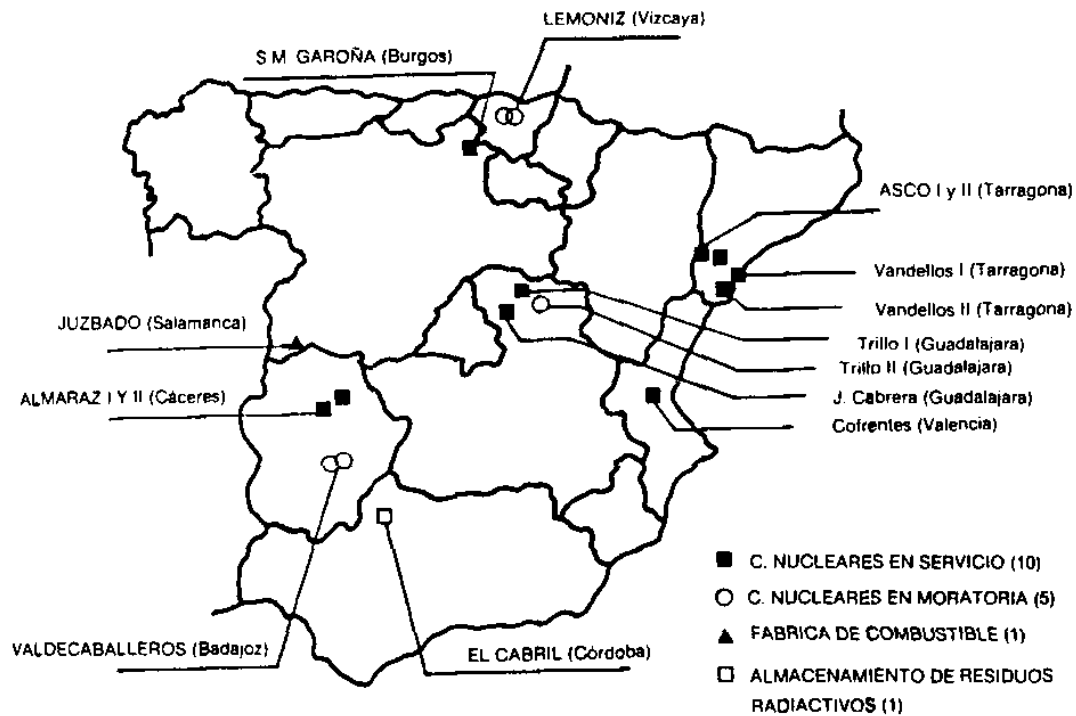 LEMONIZ (Vizcaya)
S M GAROÑA (Burgos)
ASCO I y II (Tarragona)
Vandellos I (Tarragona)
Vandellos II (Tarragona)
JUZBADO (Salamanca)
Trillo I (Guadalajara)
Trillo II (Guadalajara)
ALMARAZ I Y II (Cáceres)
J. Cabrera (Guadalajara)
Cofrentes (Valencia)
VALDECABALLEROS (Badajoz)
EL CABRIL (Córdoba)
C. NUCLEARES EN SERVICIO (10)
C. NUCLEARES EN MORATORIA (5)
FABRICA DE COMBUSTIBLE (1)
ALMACENAMIENTO DE RESIDUOS
RADIACTIVOS (1)